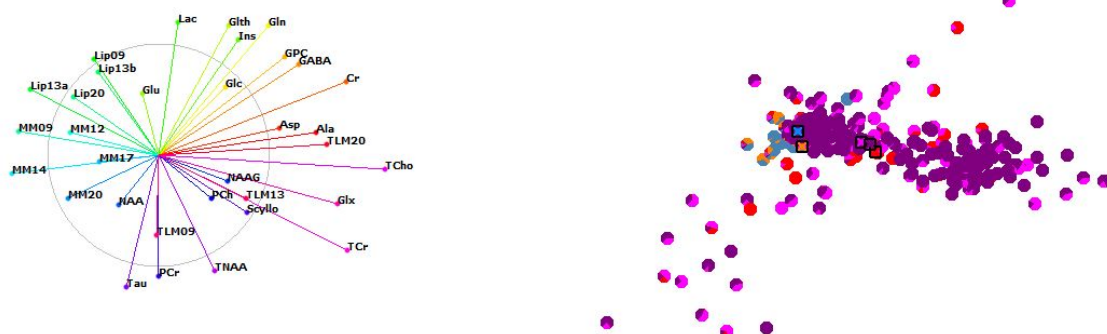 Lac
Glth
Gln
Ins
Lip09
GPC
Lip13b
GABA
Lip13a
Cr
Lip20
Glu
Glc
MM09
MM12
Asp
Ala
TLM20
MM14
MM17
TCho
NAAG
MM20
NAA
PCh
TLM13
Glx
Scyllo
TLM09
TCr
TNAA
PCr
Tau